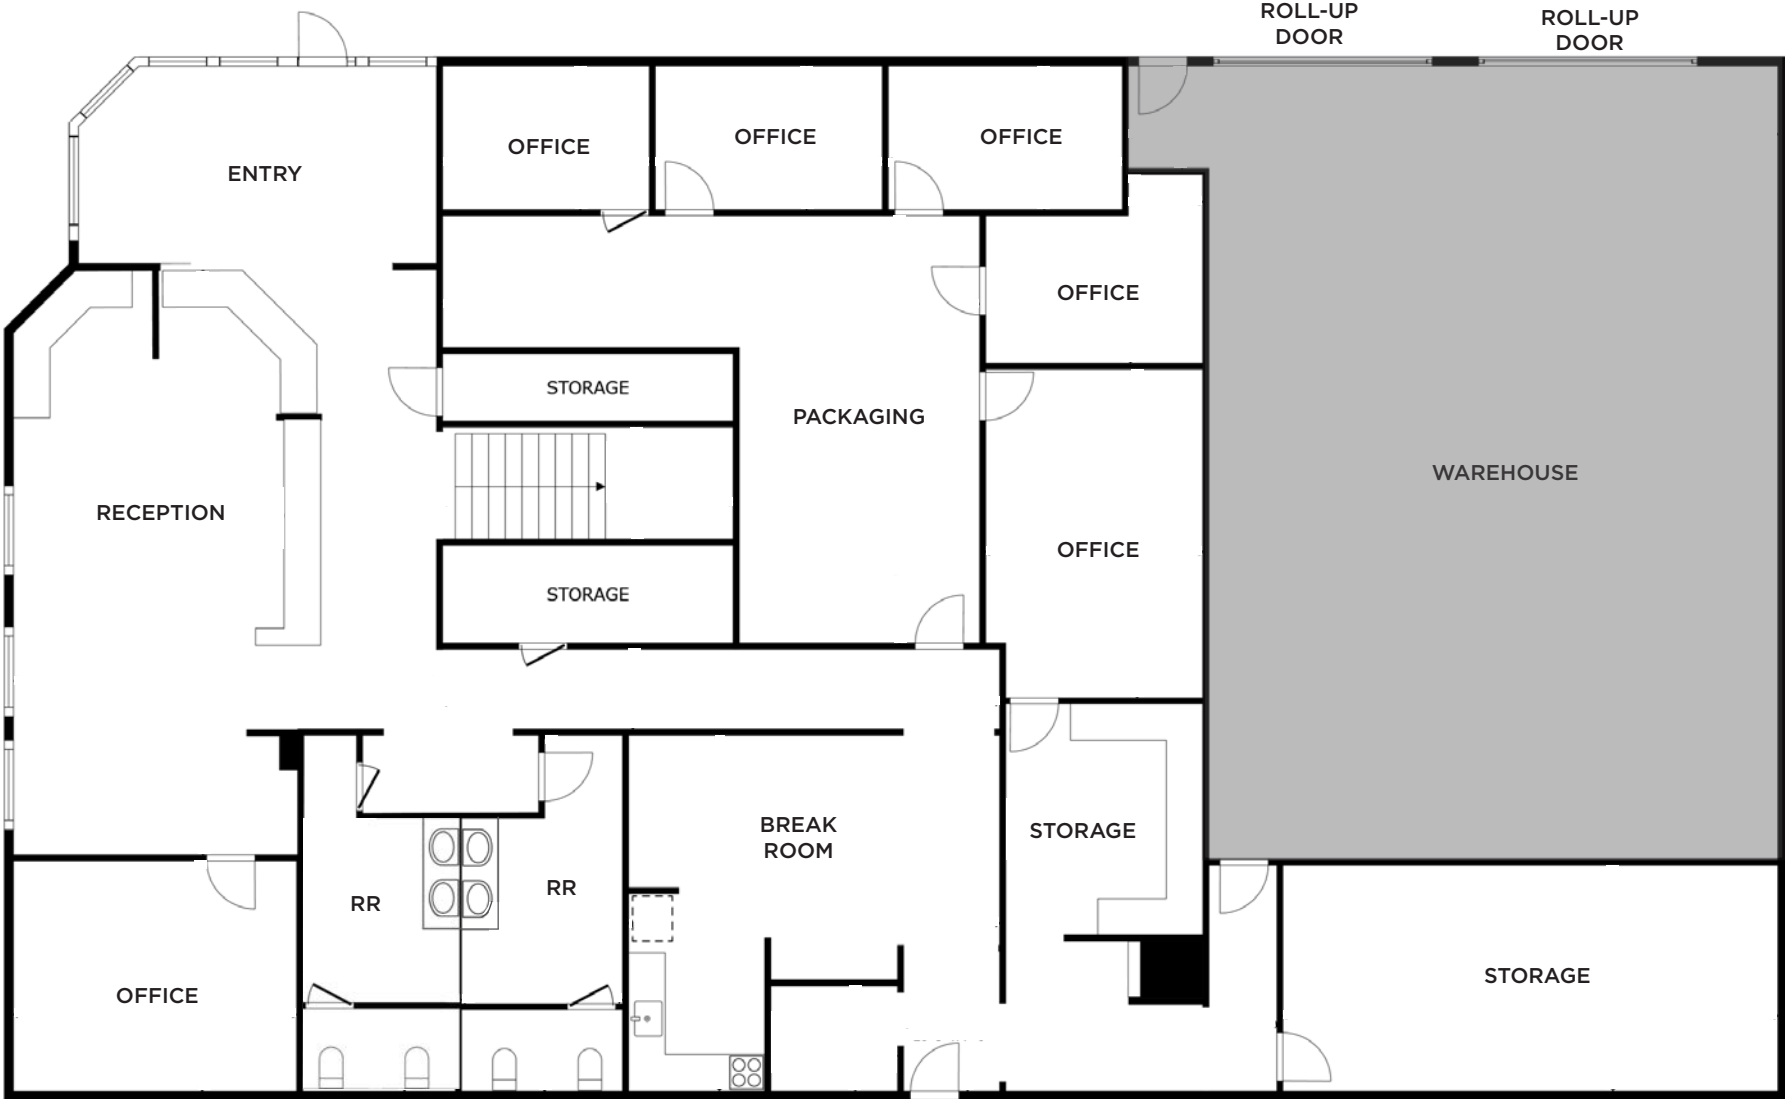 ROLL-UP
DOOR
ROLL-UP
DOOR
OFFICE
OFFICE
OFFICE
ENTRY
OFFICE
STORAGE
PACKAGING
WAREHOUSE
RECEPTION
OFFICE
STORAGE
BREAK
ROOM
STORAGE
RR
RR
OFFICE
STORAGE